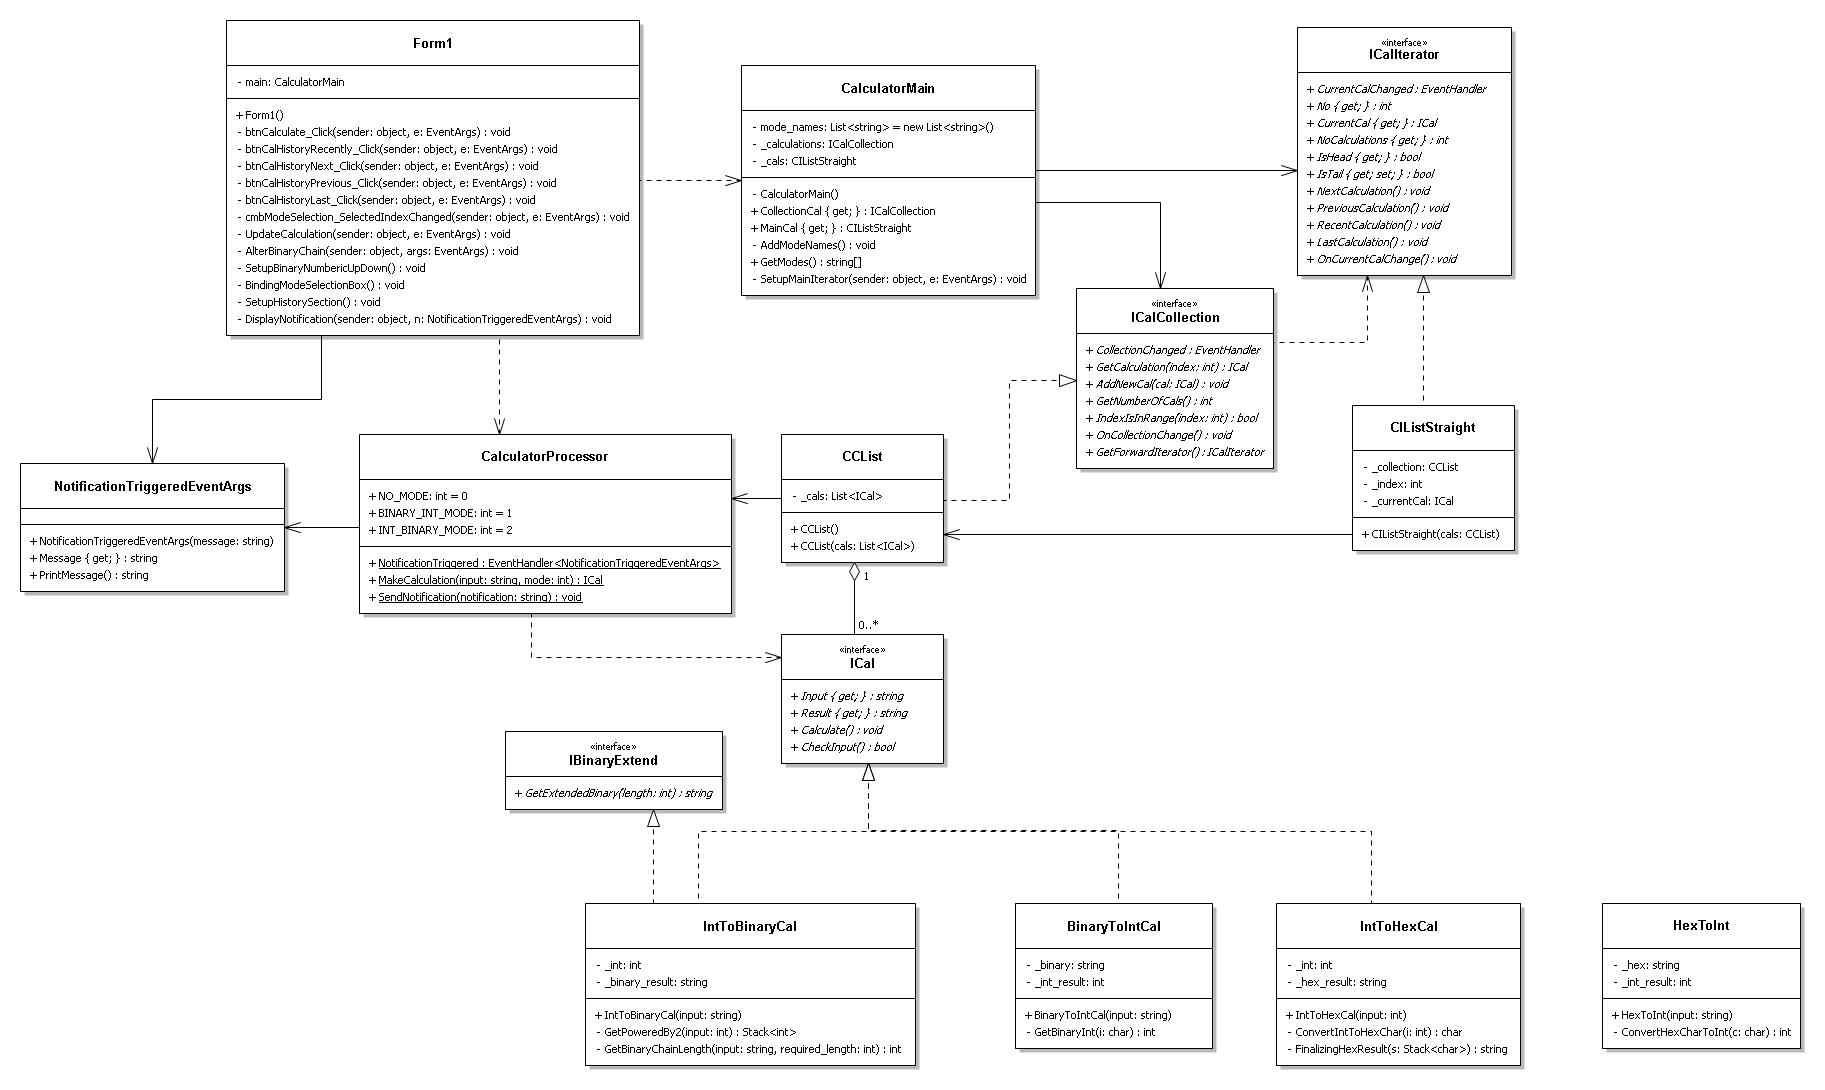 Form1
- main: CalculatorMain
+ Form1()
- btnCalculate_Click(sender: object, e: EventArgs) : void
- btnCalHistoryRecently_Click(sender: object, e: EventArgs) : void
- btnCalHistoryNext_Click(sender: object, e: EventArgs) : void
- btnCalHistoryPrevious_Click(sender: object, e: EventArgs) : void
- btnCalHistoryLast_Click(sender: object, e: EventArgs) : void
- cmbModeSelection_SelectedIndexChanged(sender: object, e: EventArgs) : void
- UpdateCalculation(sender: object, e: EventArgs) : void
- AlterBinaryChain(sender: object, args: EventArgs) : void
- SetupBinaryNumbericUpDown() : void
- BindingModeSelectionBox() : void
- SetupHistorySection() : void
- DisplayNotification(sender: object, n: NotificationTriggeredEventArgs) : void
CalculatorMain
- mode_names: List<string> = new List<string>()
- _calculations: ICalCollection
- _cals: CIListStraight
- CalculatorMain()
+ CollectionCal { get; } : ICalCollection
+ MainCal { get; } : CIListStraight
- AddModeNames() : void
+ GetModes() : string[]
- SetupMainIterator(sender: object, e: EventArgs) : void
«interface»
ICalIterator
+ CurrentCalChanged : EventHandler
+ No { get; } : int
+ CurrentCal { get; } : ICal
+ NoCalculations { get; } : int
+ IsHead { get; } : bool
+ IsTail { get; set; } : bool
+ NextCalculation() : void
+ PreviousCalculation() : void
+ RecentCalculation() : void
+ LastCalculation() : void
+ OnCurrentCalChange() : void
«interface»
ICalCollection
+ CollectionChanged : EventHandler
+ GetCalculation(index: int) : ICal
+ AddNewCal(cal: ICal) : void
+ GetNumberOfCals() : int
+ IndexIsInRange(index: int) : bool
+ OnCollectionChange() : void
+ GetForwardIterator() : ICalIterator
CIListStraight
- _collection: CCList
- _index: int
- _currentCal: ICal
+ CIListStraight(cals: CCList)
NotificationTriggeredEventArgs
+ NotificationTriggeredEventArgs(message: string)
+ Message { get; } : string
+ PrintMessage() : string
CalculatorProcessor
+ NO_MODE: int = 0
+ BINARY_INT_MODE: int = 1
+ INT_BINARY_MODE: int = 2
+ NotificationTriggered : EventHandler<NotificationTriggeredEventArgs>
+ MakeCalculation(input: string, mode: int) : ICal
+ SendNotification(notification: string) : void
CCList
- _cals: List<ICal>
+ CCList()
+ CCList(cals: List<ICal>)
1
0..*
«interface»
ICal
+ Input { get; } : string
+ Result { get; } : string
+ Calculate() : void
+ CheckInput() : bool
«interface»
IBinaryExtend
+ GetExtendedBinary(length: int) : string
IntToBinaryCal
- _int: int
- _binary_result: string
+ IntToBinaryCal(input: string)
- GetPoweredBy2(input: int) : Stack<int>
- GetBinaryChainLength(input: string, required_length: int) : int
BinaryToIntCal
- _binary: string
- _int_result: int
+ BinaryToIntCal(input: string)
- GetBinaryInt(i: char) : int
IntToHexCal
- _int: int
- _hex_result: string
+ IntToHexCal(input: int)
- ConvertIntToHexChar(i: int) : char
- FinalizingHexResult(s: Stack<char>) : string
HexToInt
- _hex: string
- _int_result: int
+ HexToInt(input: string)
- ConvertHexCharToInt(c: char) : int